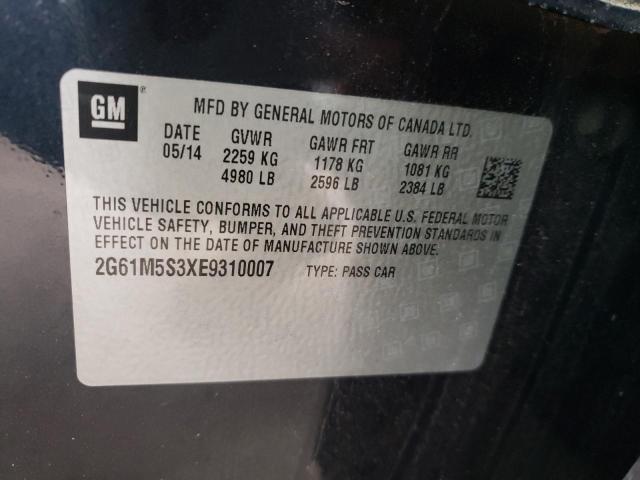 GM ®
MFD BY GENERAL MOTORS OF CANADA LTD.
DATE GVWR GAWR FRT GAWR RR
05/14 2259 KG 1178 KG 1081 KG
4980 LB 2596 LB 2384 LB
THIS VEHICLE CONFORMS TO ALL APPLICABLE U.S. FEDERAL MOTOR
VEHICLE SAFETY, BUMPER, AND THEFT PREVENTION STANDARDS IN
EFFECT ON THE DATE OF MANUFACTURE SHOWN ABOVE.
2G61M5S3XE9310007 TYPE: PASS CAR